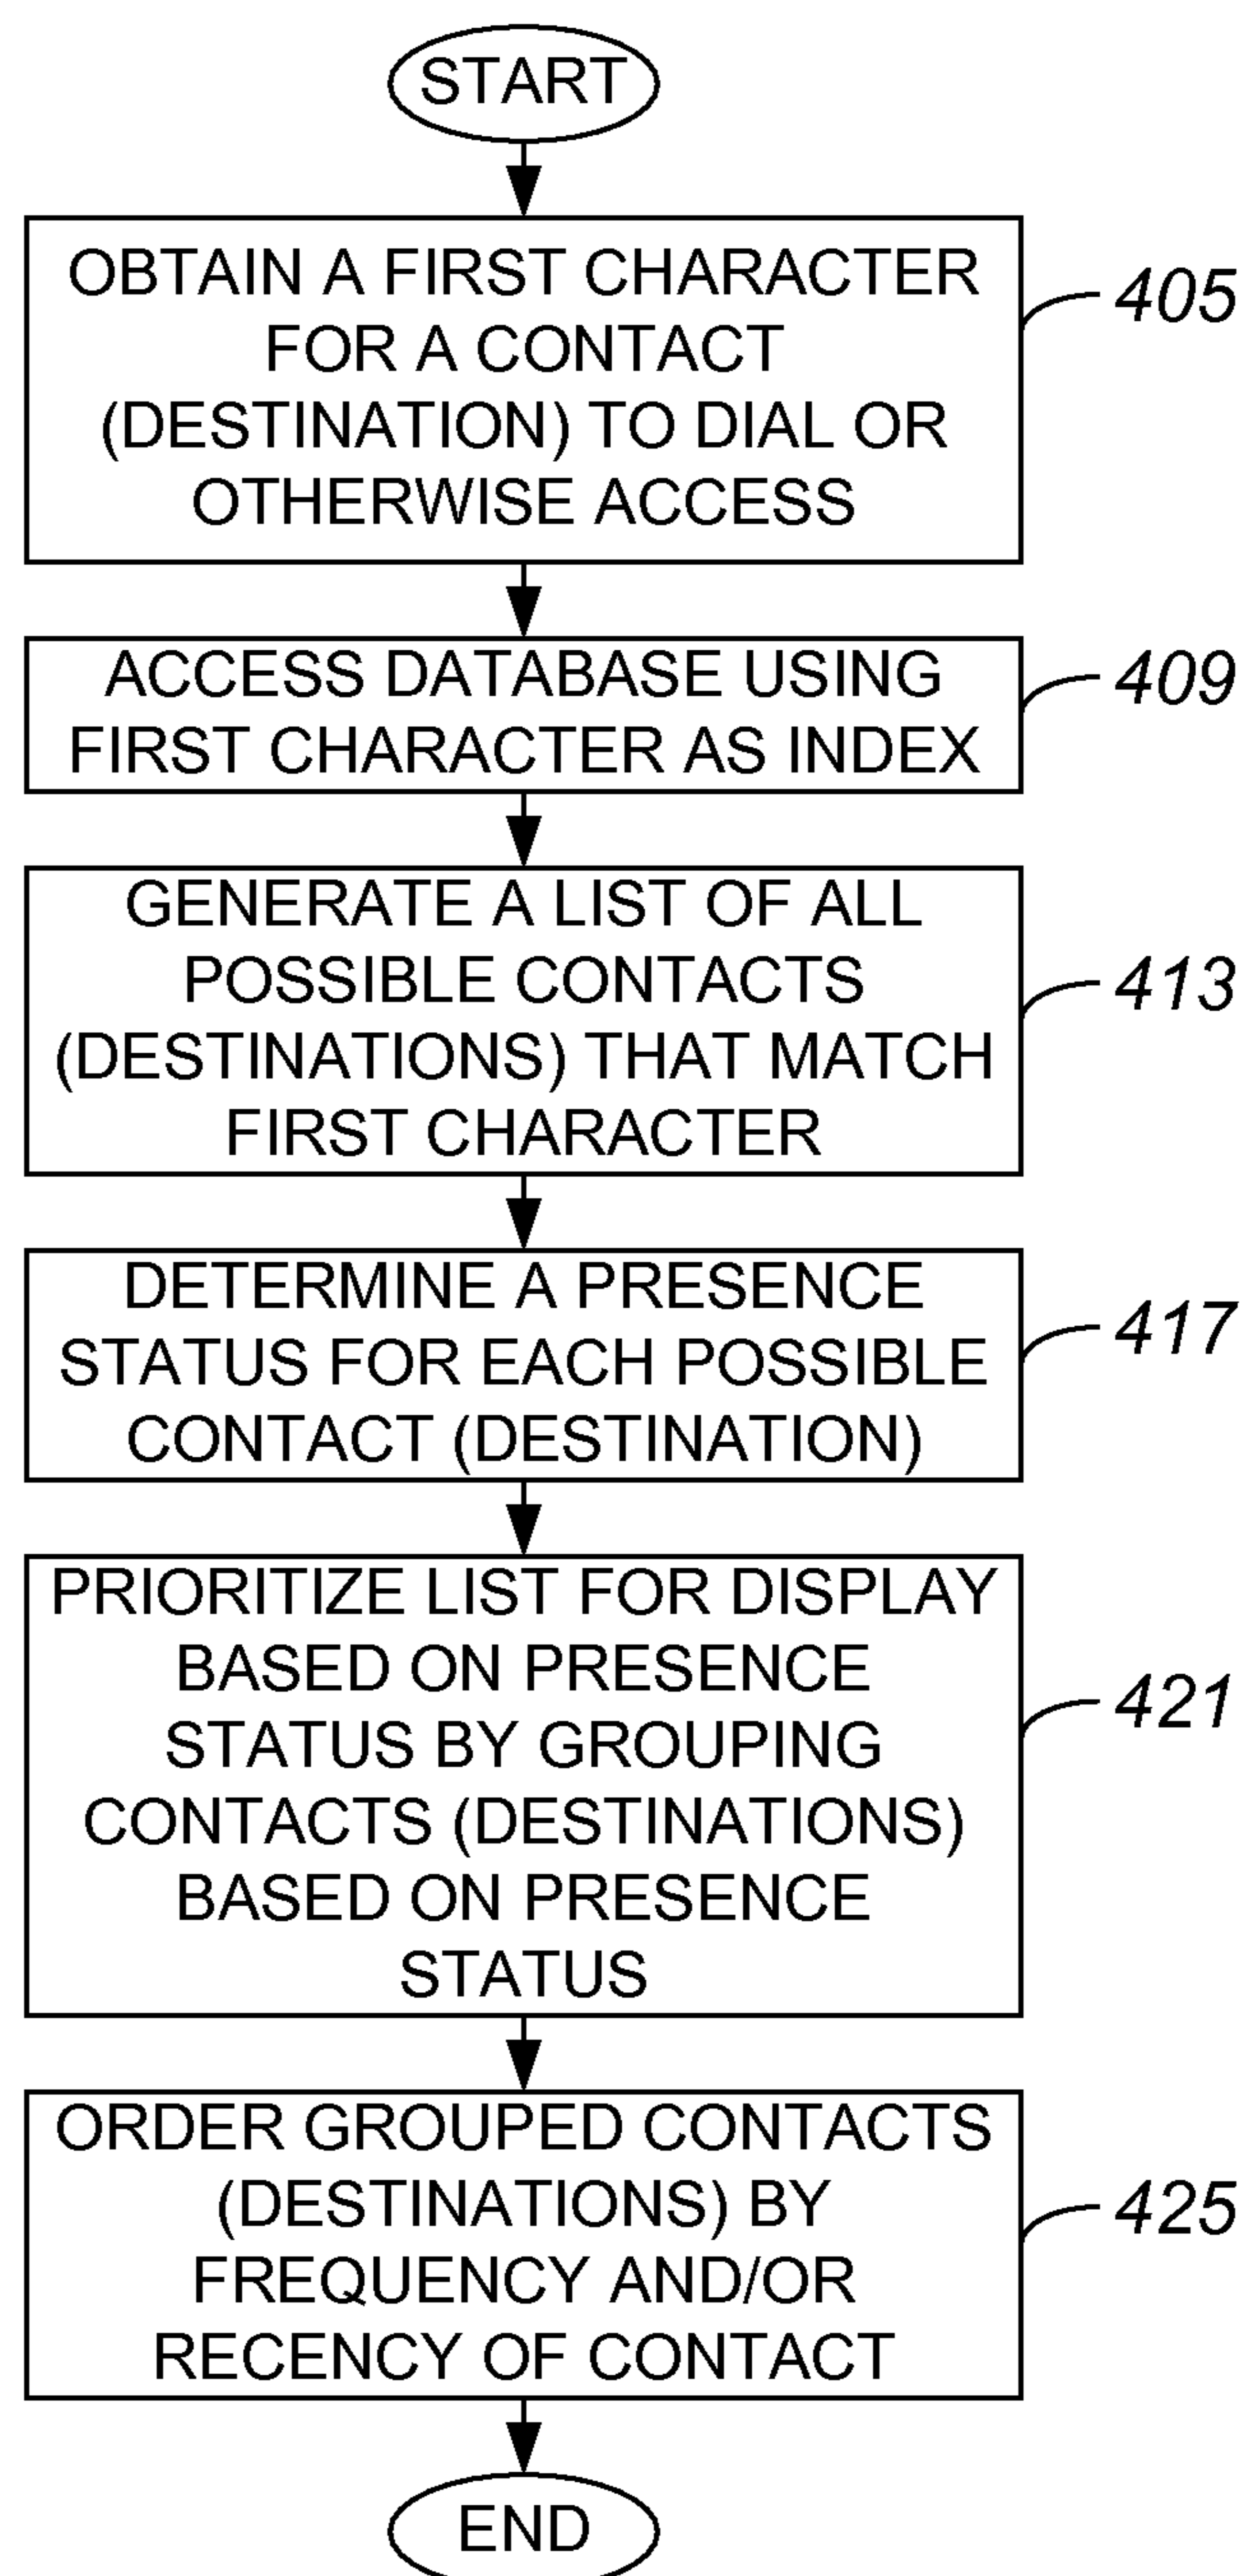 START
OBTAIN A FIRST CHARACTER
FOR A CONTACT
(DESTINATION) TO DIAL OR
OTHERWISE ACCESS
405
ACCESS DATABASE USING
FIRST CHARACTER AS INDEX
409
GENERATE A LIST OF ALL
POSSIBLE CONTACTS
(DESTINATIONS) THAT MATCH
FIRST CHARACTER
413
DETERMINE A PRESENCE
STATUS FOR EACH POSSIBLE
CONTACT (DESTINATION)
417
PRIORITIZE LIST FOR DISPLAY
BASED ON PRESENCE
STATUS BY GROUPING
CONTACTS (DESTINATIONS)
BASED ON PRESENCE
STATUS
421
ORDER GROUPED CONTACTS
(DESTINATIONS) BY
FREQUENCY AND/OR
RECENCY OF CONTACT
425
END